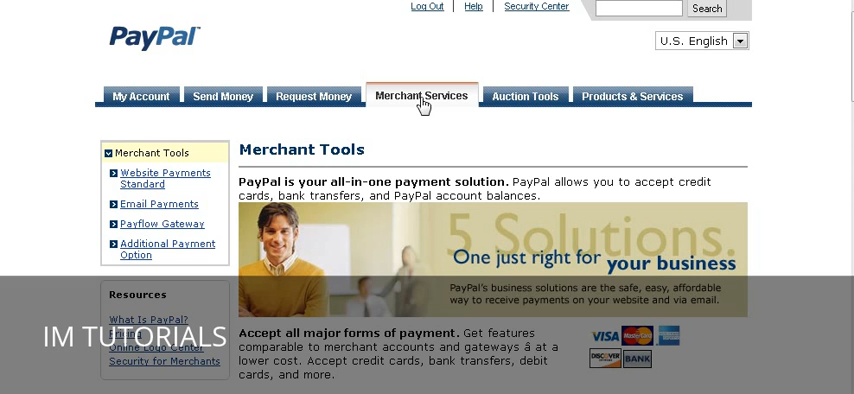 Log Out Help Security Center Search
PayPal
U.S. English
My Account Send Money Request Money Merchant Services Auction Tools Products & Services
Merchant Tools
Website Payments
Standard
Email Payments
Payflow Gateway
Additional Payment
Option
Merchant Tools
PayPal is your all-in-one payment solution. PayPal allows you to accept credit
cards, bank transfers, and PayPal account balances.
5 Solutions.
One just right for your business
PayPal's business solutions are the safe, easy, affordable
way to receive payments on your website and via email.
Resources
What Is PayPal?
Pricing
Online Logo Center
Security for Merchants
IM TUTORIALS
Accept all major forms of payment. Get features
comparable to merchant accounts and gateways â at a
lower cost. Accept credit cards, bank transfers, debit
cards, and more.
VISA MasterCard
DISCOVER BANK